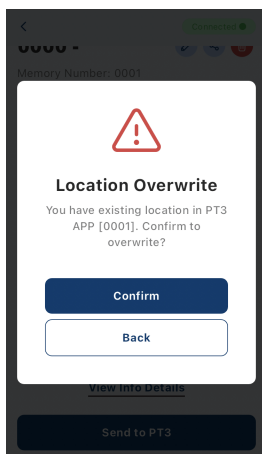 Connected
0000 -
Memory Number: 0001
Location Overwrite
You have existing location in PT3
APP [0001]. Confirm to
overwrite?
Confirm
Back
View Info Details
Send to PT3